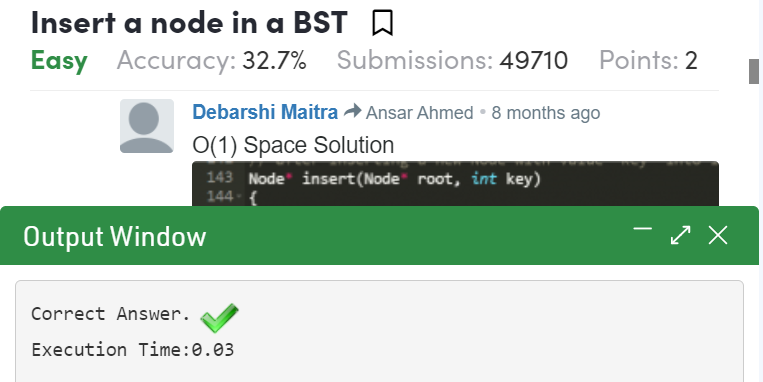 Insert a node in a BST
Easy Accuracy: 32.7% Submissions: 49710 Points: 2
Debarshi Maitra Ansar Ahmed • 8 months ago
O(1) Space Solution
143 Node* insert(Node* root, int key)
144 {
Output Window
Correct Answer.
Execution Time:0.03